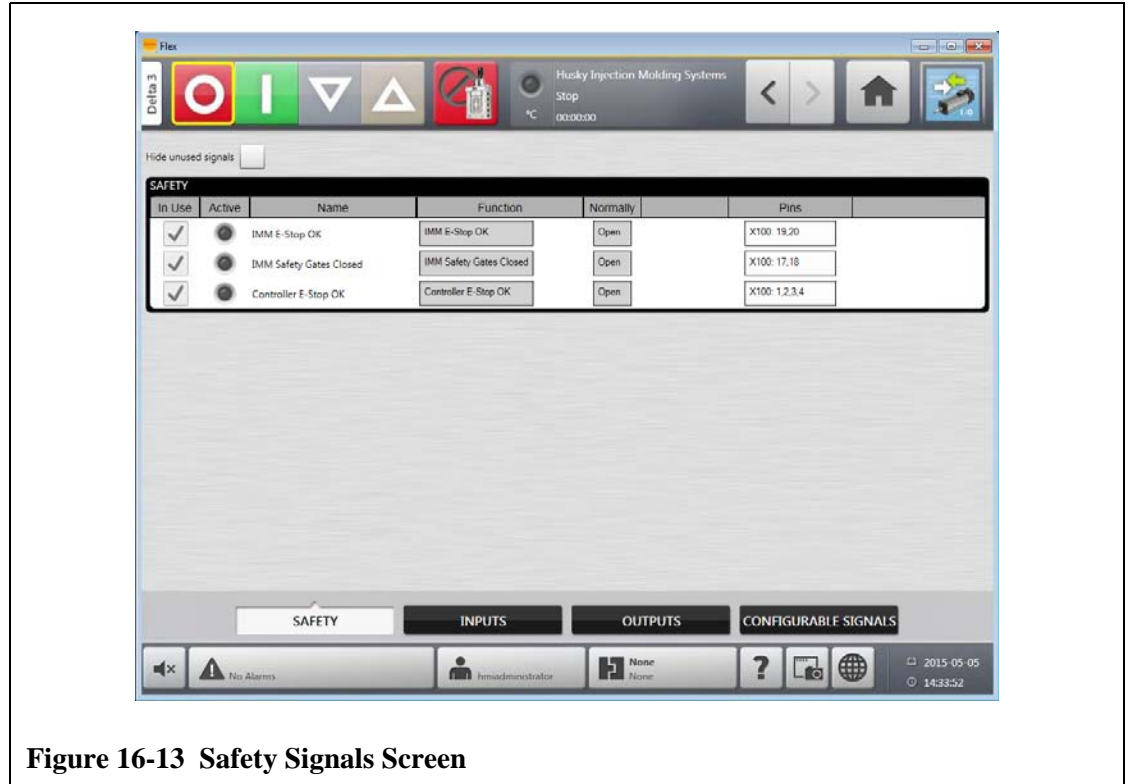 Flex
Delta 3
Husky Injection Molding Systems
Stop
°C 00:00:00
I/O
Hide unused signals
SAFETY
In Use Active Name Function Normally Pins
IMM E-Stop OK IMM E-Stop OK Open X100: 19,20
IMM Safety Gates Closed IMM Safety Gates Closed Open X100: 17,18
Controller E-Stop OK Controller E-Stop OK Open X100: 1,2,3,4
SAFETY INPUTS OUTPUTS CONFIGURABLE SIGNALS
No Alarms
hmiadministrator
None
None
?
2015-05-05
14:33:52
Figure 16-13 Safety Signals Screen